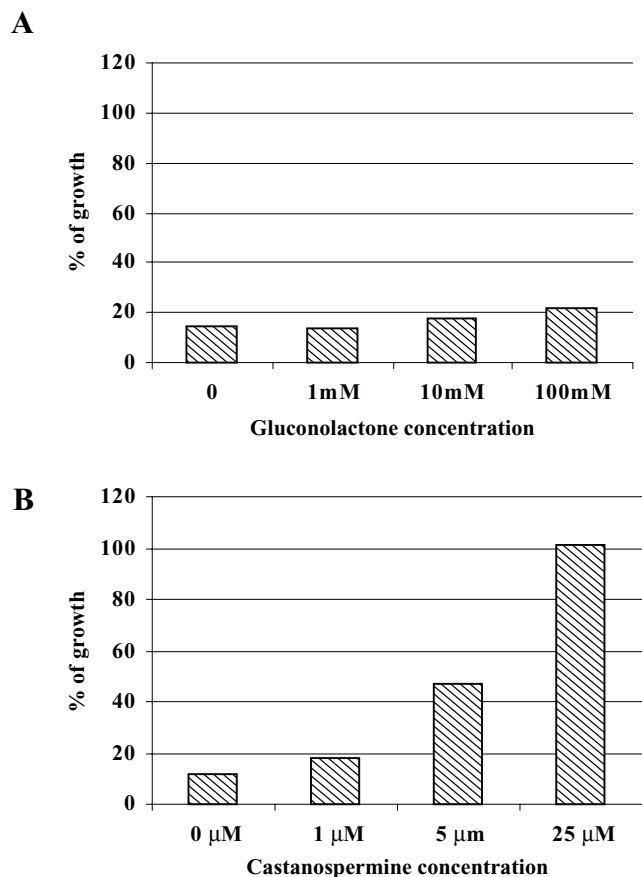 A
120
100
80
60
40
20
0
% of growth
0 1mM 10mM 100mM
Gluconolactone concentration
B
120
100
80
60
40
20
0
% of growth
0 μM 1 μM 5 μm 25 μM
Castanospermine concentration